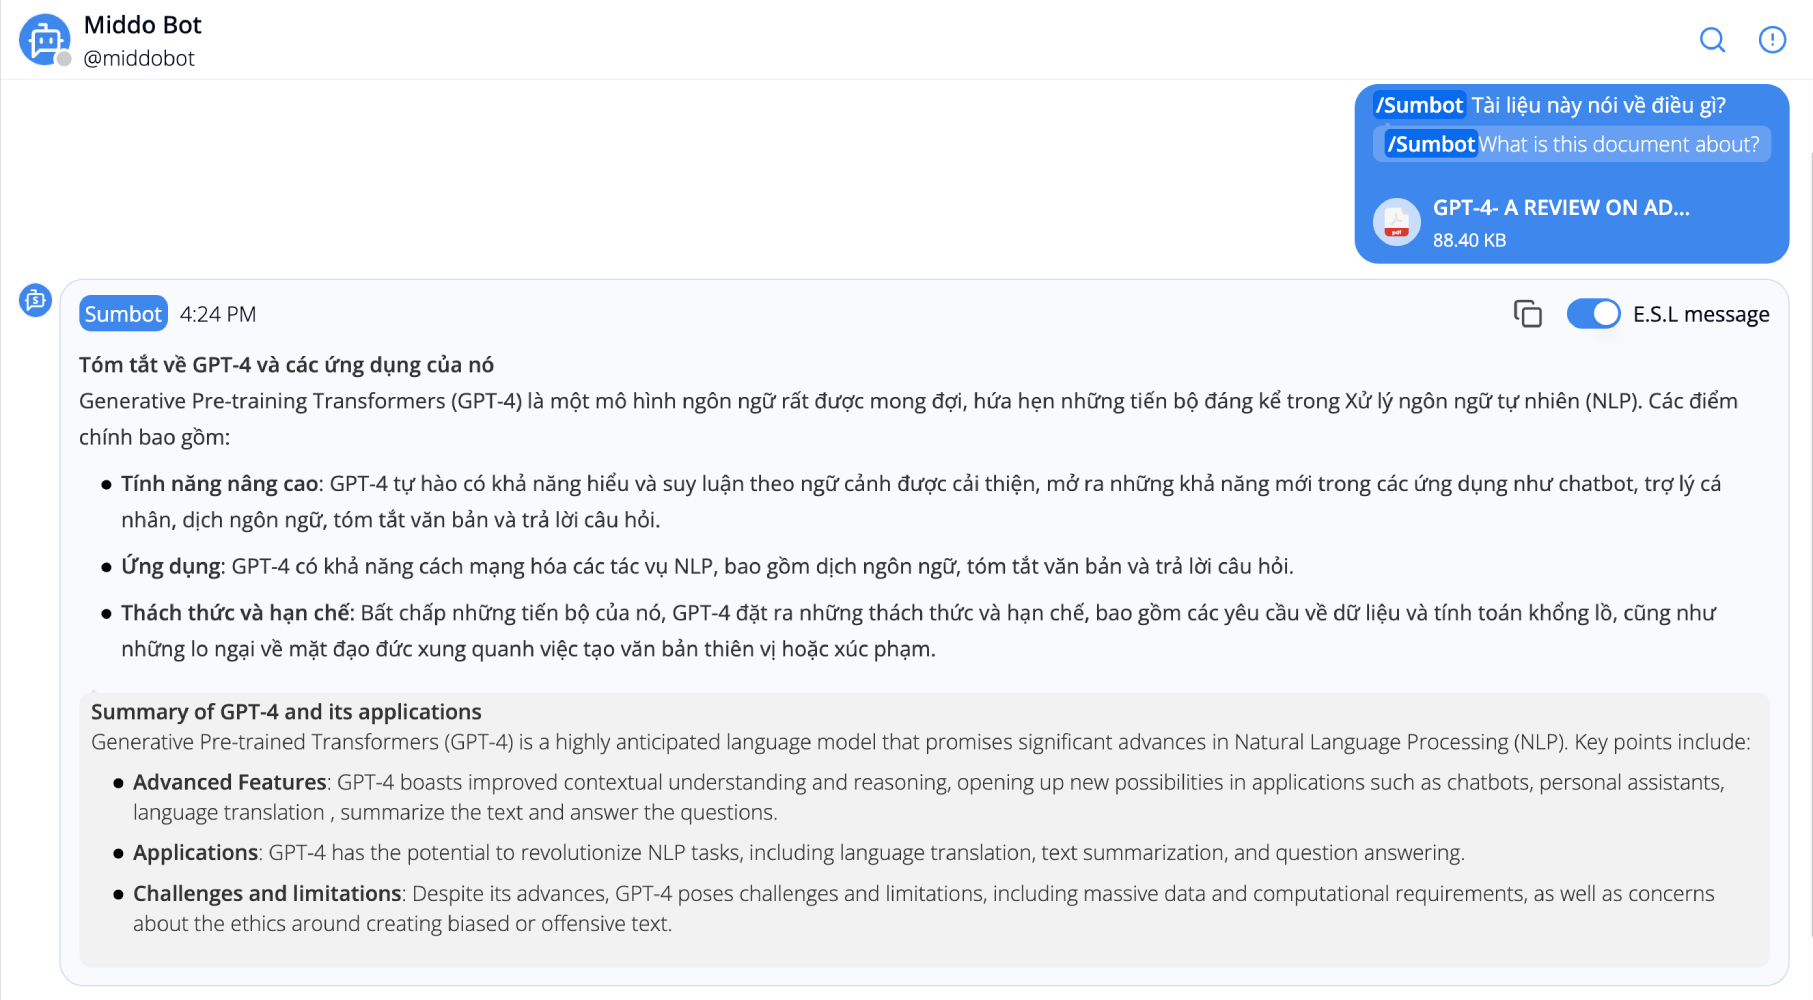 Middo Bot
@middobot
/Sumbot Tài liệu này nói về điều gì?
/Sumbot What is this document about?
GPT-4- A REVIEW ON AD...
pdf
88.40 KB
Sumbot 4:24 PM
E.S.L message
Tóm tắt về GPT-4 và các ứng dụng của nó
Generative Pre-training Transformers (GPT-4) là một mô hình ngôn ngữ rất được mong đợi, hứa hẹn những tiến bộ đáng kể trong Xử lý ngôn ngữ tự nhiên (NLP). Các điểm
chính bao gồm:
● Tính năng nâng cao: GPT-4 tự hào có khả năng hiểu và suy luận theo ngữ cảnh được cải thiện, mở ra những khả năng mới trong các ứng dụng như chatbot, trợ lý cá
nhân, dịch ngôn ngữ, tóm tắt văn bản và trả lời câu hỏi.
● Ứng dụng: GPT-4 có khả năng cách mạng hóa các tác vụ NLP, bao gồm dịch ngôn ngữ, tóm tắt văn bản và trả lời câu hỏi.
● Thách thức và hạn chế: Bất chấp những tiến bộ của nó, GPT-4 đặt ra những thách thức và hạn chế, bao gồm các yêu cầu về dữ liệu và tính toán khổng lồ, cũng như
những lo ngại về mặt đạo đức xung quanh việc tạo văn bản thiên vị hoặc xúc phạm.
Summary of GPT-4 and its applications
Generative Pre-trained Transformers (GPT-4) is a highly anticipated language model that promises significant advances in Natural Language Processing (NLP). Key points include:
● Advanced Features: GPT-4 boasts improved contextual understanding and reasoning, opening up new possibilities in applications such as chatbots, personal assistants,
language translation , summarize the text and answer the questions.
● Applications: GPT-4 has the potential to revolutionize NLP tasks, including language translation, text summarization, and question answering.
● Challenges and limitations: Despite its advances, GPT-4 poses challenges and limitations, including massive data and computational requirements, as well as concerns
about the ethics around creating biased or offensive text.